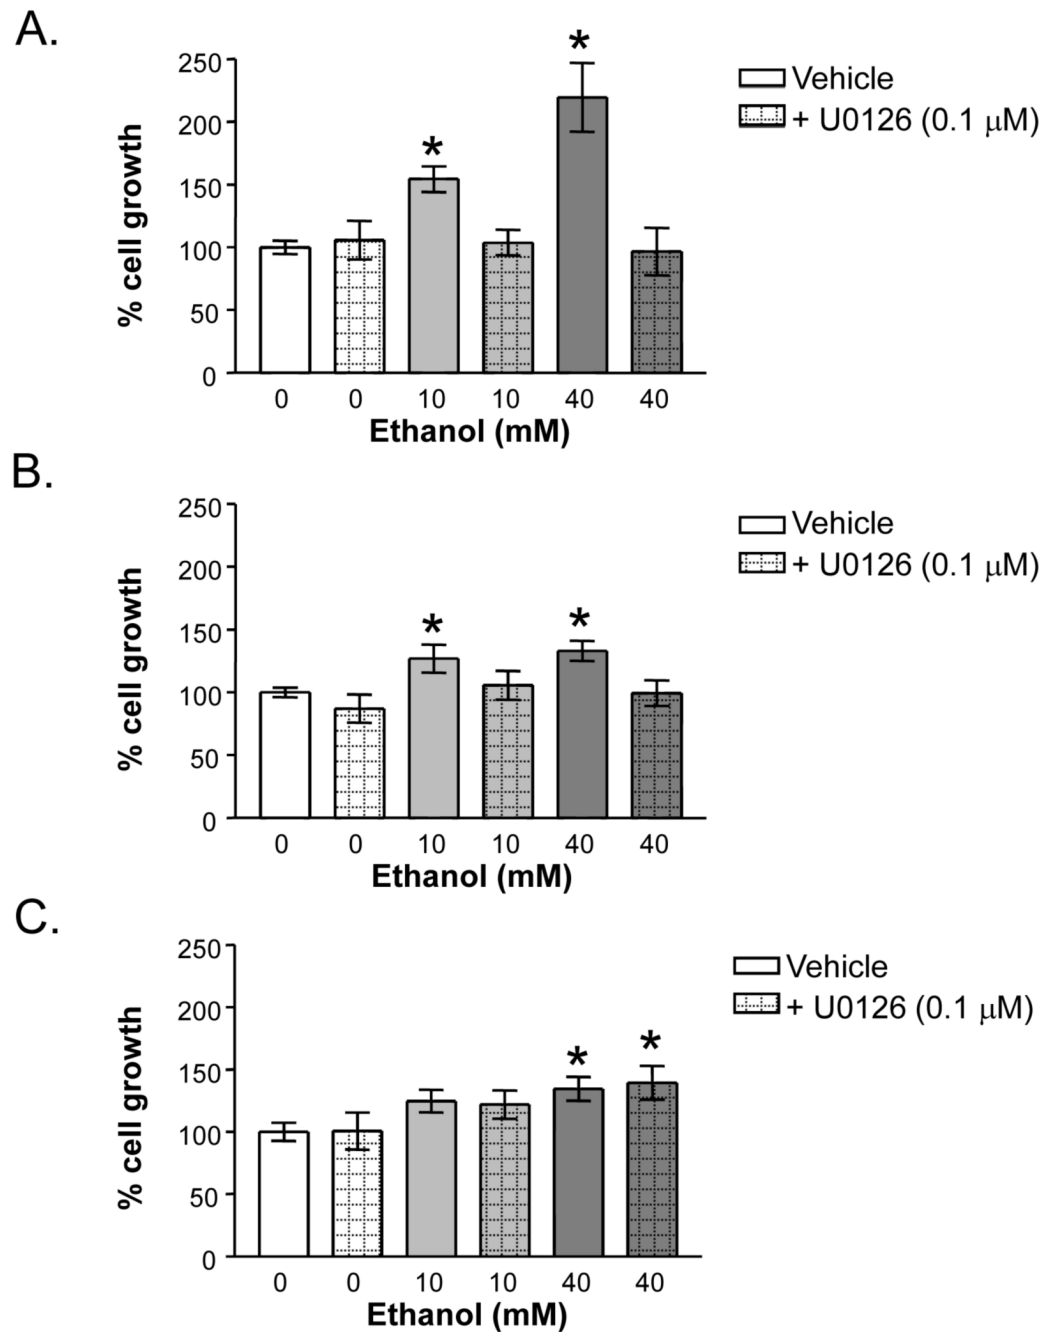 A.
*
*
250
200
150
100
50
0
% cell growth
0 0 10 10 40 40
Ethanol (mM)
Vehicle
+ U0126 (0.1 μM)
B.
250
200
150
100
50
0
% cell growth
*
*
0 0 10 10 40 40
Ethanol (mM)
Vehicle
+ U0126 (0.1 μM)
C.
250
200
150
100
50
0
% cell growth
*
*
0 0 10 10 40 40
Ethanol (mM)
Vehicle
+ U0126 (0.1 μM)